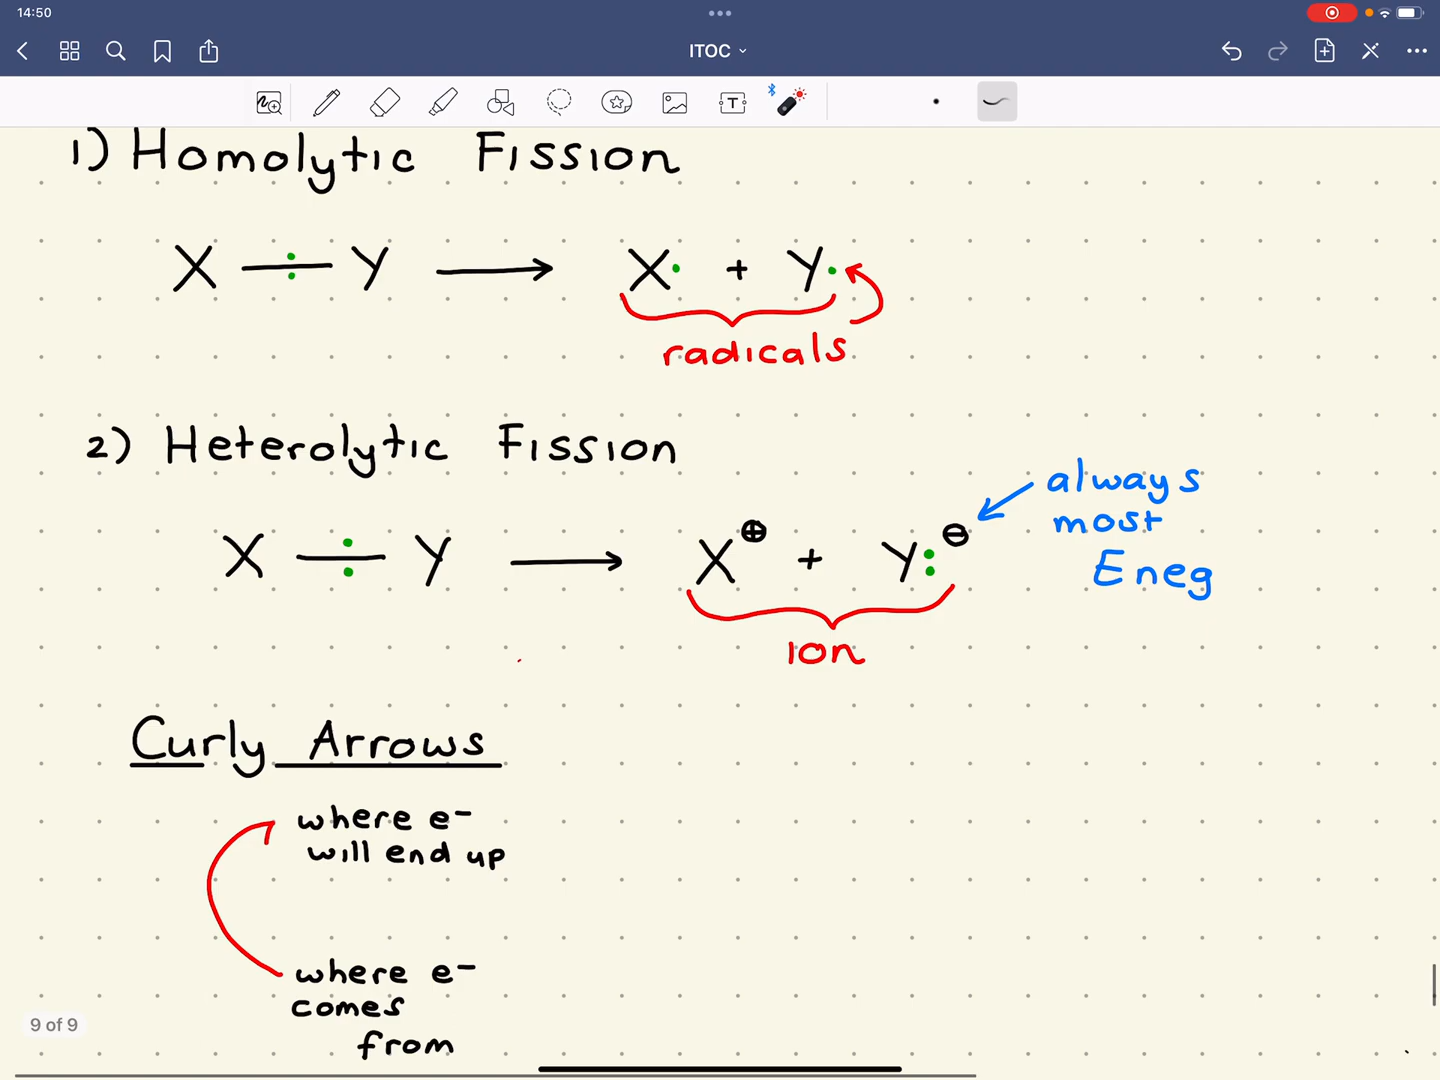 14:50
ITOC
1) Homolytic Fission
X ÷ Y → X· + Y·
radicals
2) Heterolytic Fission
X ÷ Y → X⊕ + Y:⊖
always
most
Eneg
ion
Curly Arrows
where e-
will end up
where e-
comes
from
9 of 9